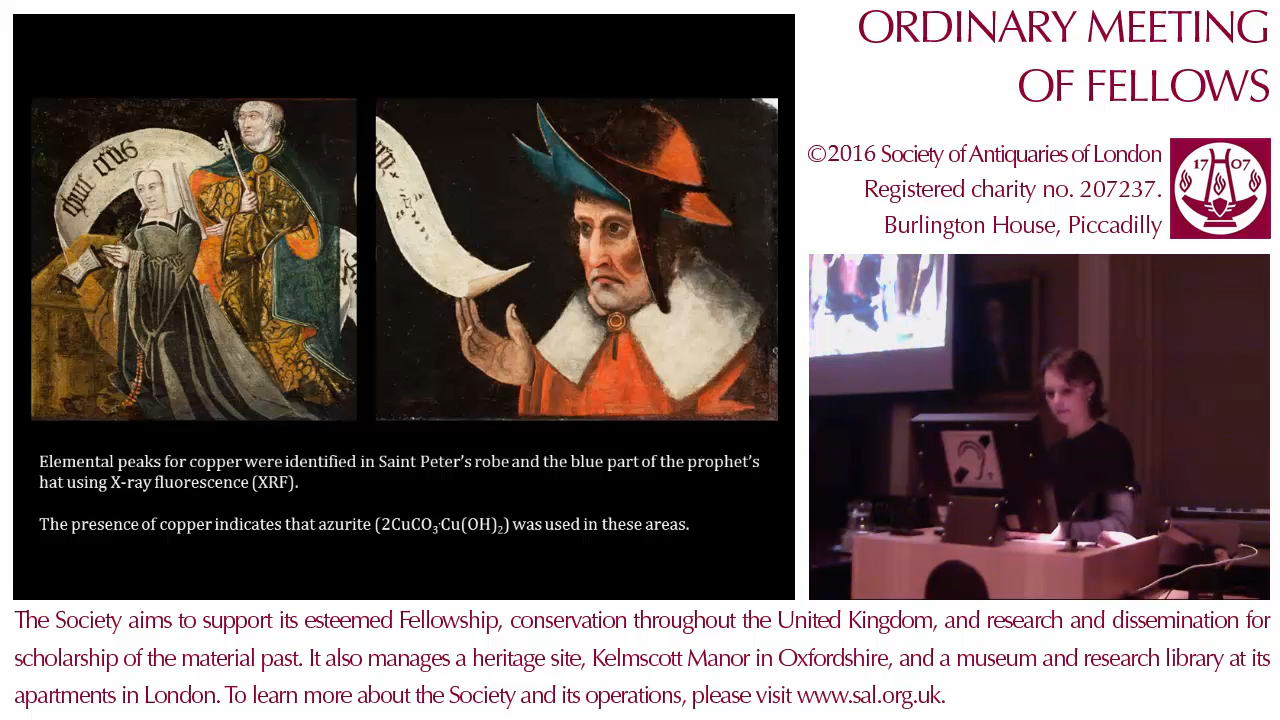 ORDINARY MEETING
OF FELLOWS
©2016 Society of Antiquaries of London
Registered charity no. 207237.
Burlington House, Piccadilly
17 07
Elemental peaks for copper were identified in Saint Peter's robe and the blue part of the prophet's
hat using X-ray fluorescence (XRF).
The presence of copper indicates that azurite (2CuCO₃·Cu(OH)₂) was used in these areas.
The Society aims to support its esteemed Fellowship, conservation throughout the United Kingdom, and research and dissemination for
scholarship of the material past. It also manages a heritage site, Kelmscott Manor in Oxfordshire, and a museum and research library at its
apartments in London. To learn more about the Society and its operations, please visit www.sal.org.uk.